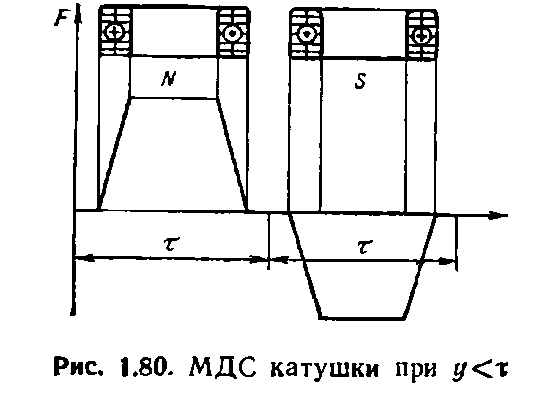 F
N S
τ τ
Рис. 1.80. МДС катушки при y<τ